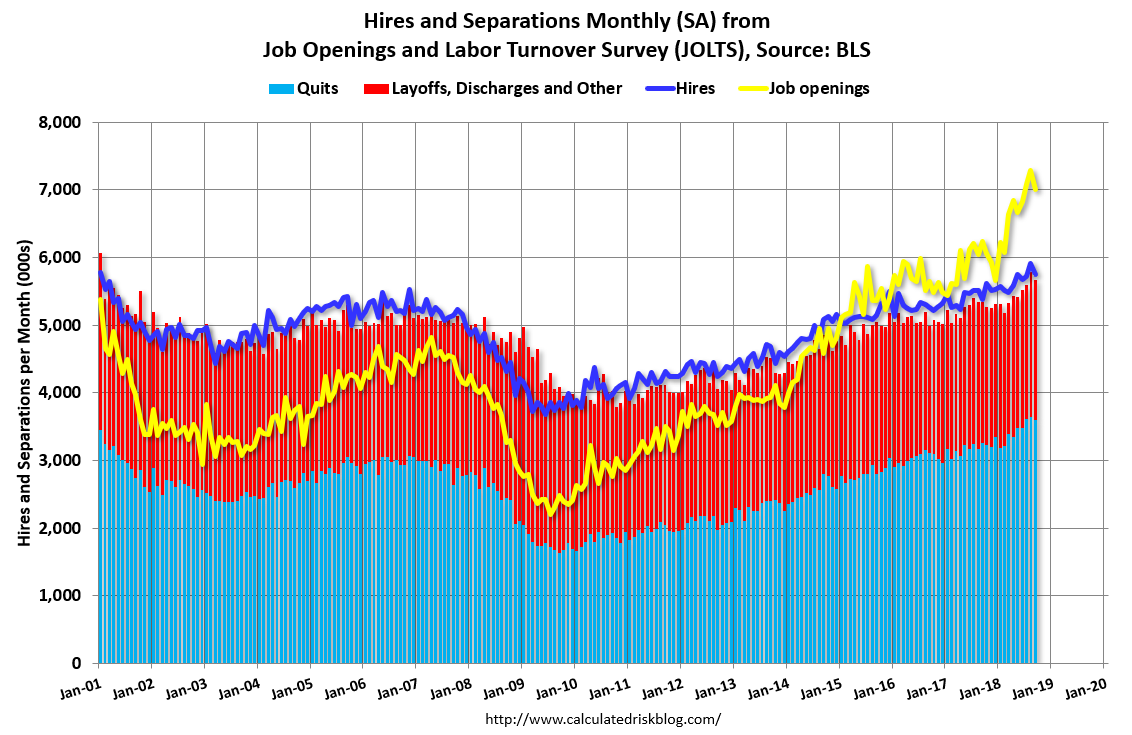 Hires and Separations Monthly (SA) from
Job Openings and Labor Turnover Survey (JOLTS), Source: BLS
Quits Layoffs, Discharges and Other Hires Job openings
8,000
7,000
6,000
5,000
4,000
3,000
2,000
1,000
0
Hires and Separations per Month (000s)
Jan-01 Jan-02 Jan-03 Jan-04 Jan-05 Jan-06 Jan-07 Jan-08 Jan-09 Jan-10 Jan-11 Jan-12 Jan-13 Jan-14 Jan-15 Jan-16 Jan-17 Jan-18 Jan-19 Jan-20
http://www.calculatedriskblog.com/